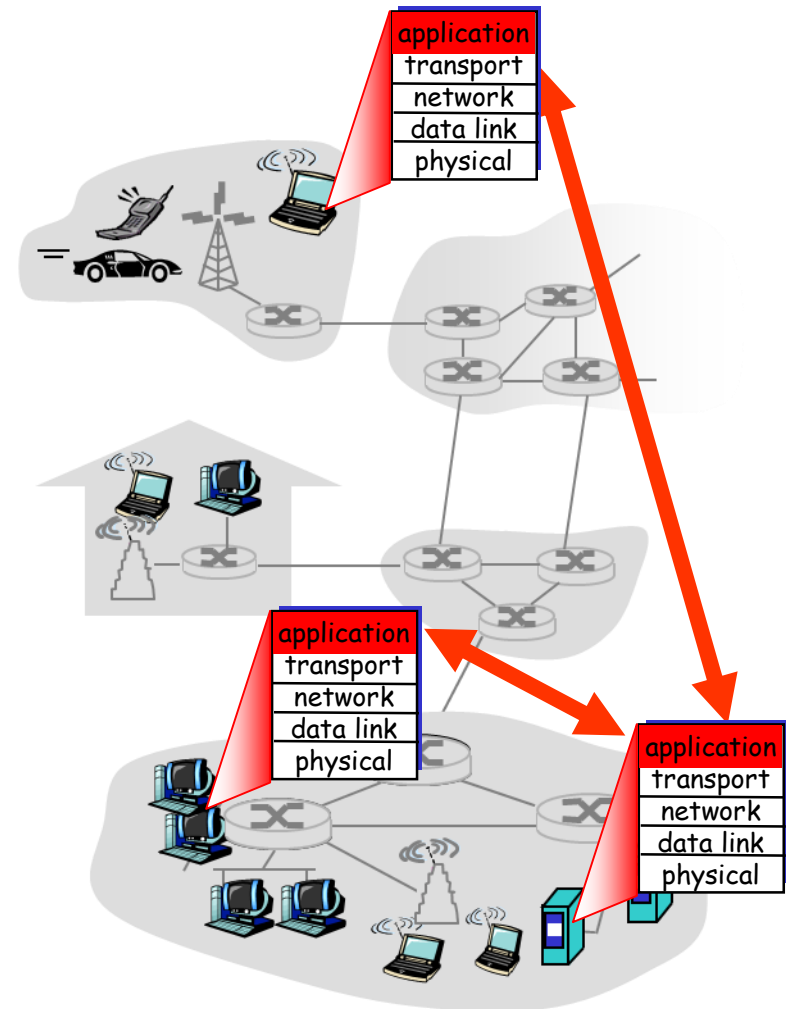 application
transport
network
data link
physical
application
transport
network
data link
physical
application
transport
network
data link
physical